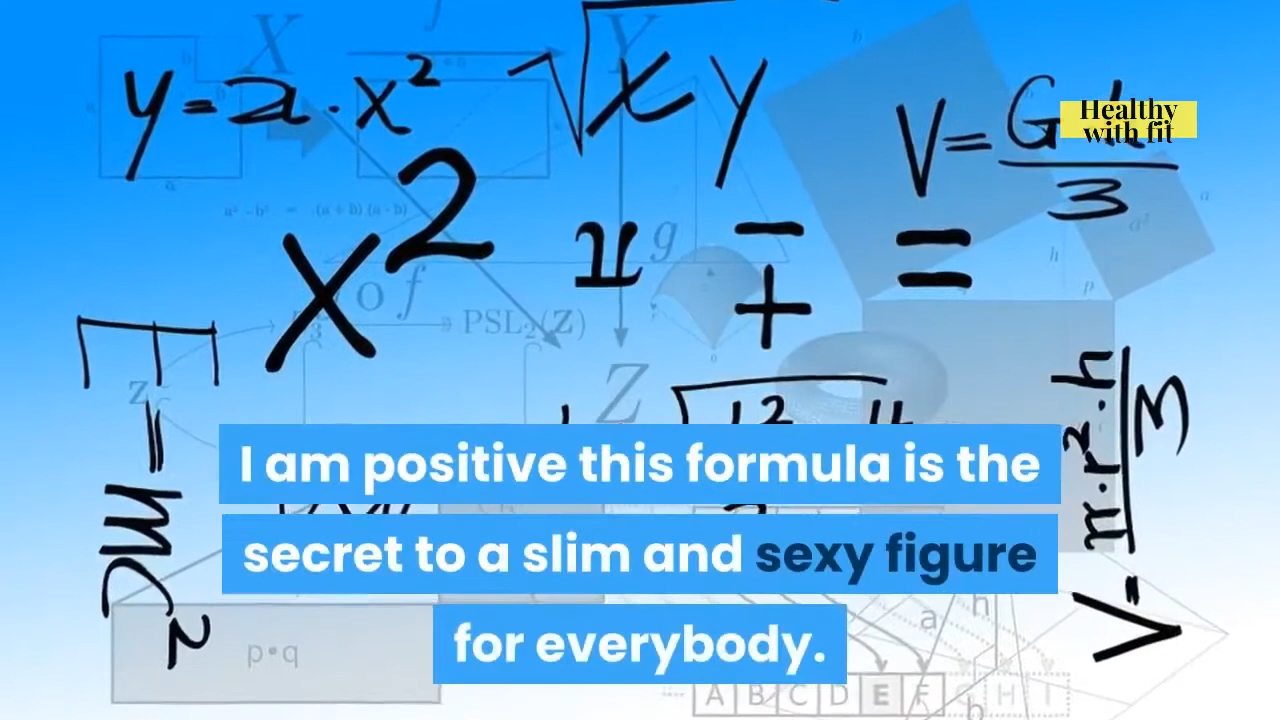 y = a · x²
√xy
Healthy
with fit
V =
3
x²
π
∓
=
g
o f
PSL₂(Z)
Z
E = mc²
V = π·r²·h
3
I am positive this formula is the
secret to a slim and sexy figure
for everybody.
p•q
a
h
A B C D E F G H I